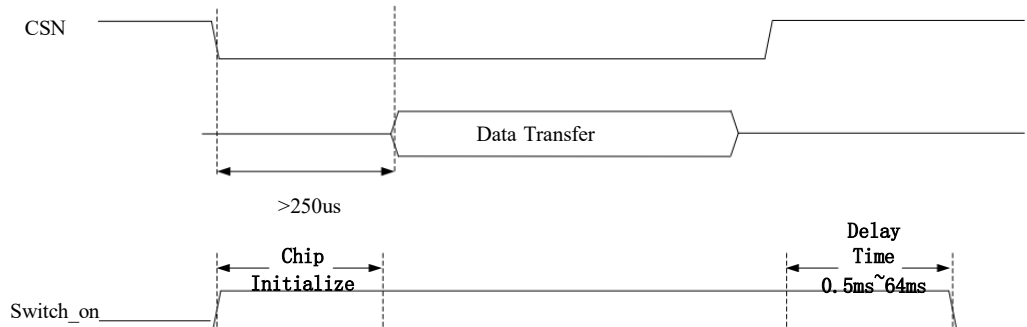 CSN
Data Transfer
>250us
Chip
Initialize
Delay
Time
0.5ms~64ms
Switch_on